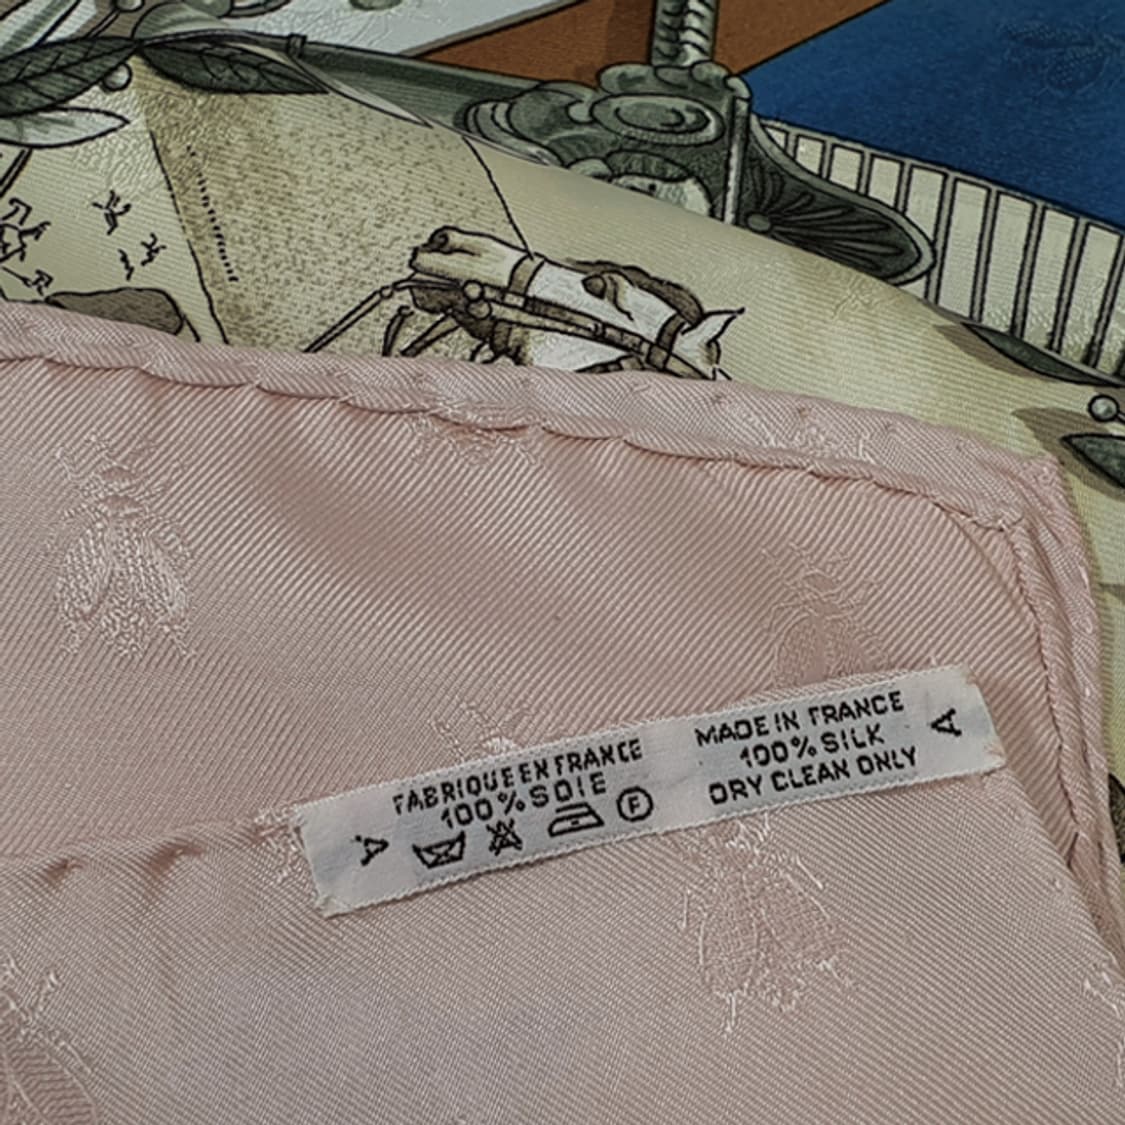 A
FABRIQUE EN FRANCE
100% SOIE
F
MADE IN FRANCE
100% SILK
DRY CLEAN ONLY
A